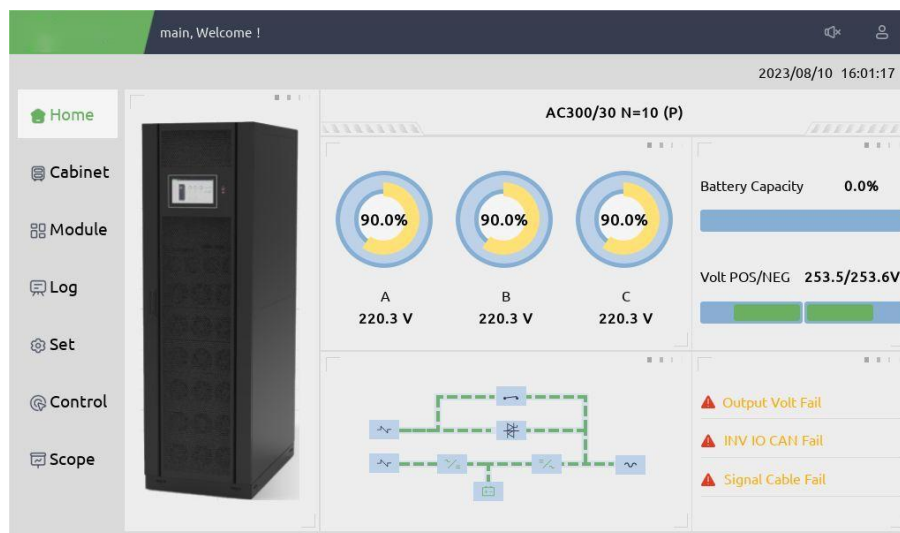 main, Welcome !
2023/08/10 16:01:17
Home
Cabinet
Module
Log
Set
Control
Scope
AC300/30 N=10 (P)
90.0%
90.0%
90.0%
A
B
C
220.3 V
220.3 V
220.3 V
Battery Capacity 0.0%
Volt POS/NEG 253.5/253.6V
Output Volt Fail
INV IO CAN Fail
Signal Cable Fail